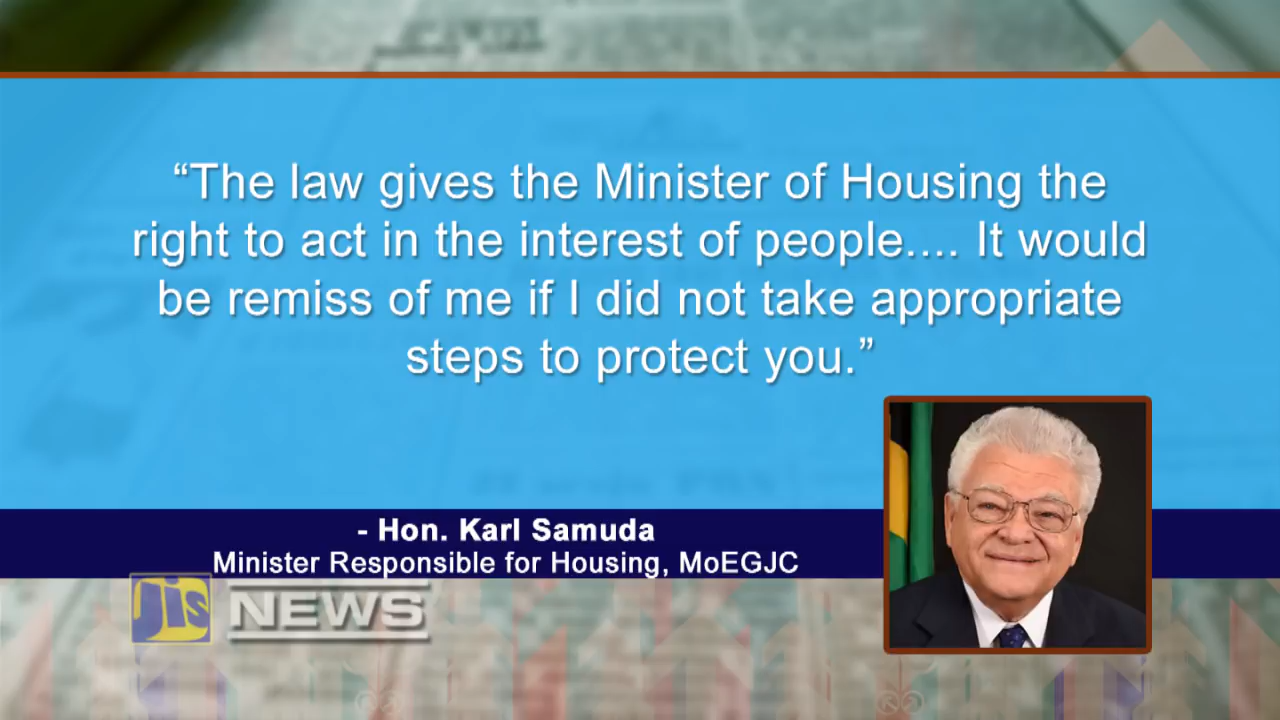 “The law gives the Minister of Housing the
right to act in the interest of people.... It would
be remiss of me if I did not take appropriate
steps to protect you.”
- Hon. Karl Samuda
Minister Responsible for Housing, MoEGJC
jis NEWS